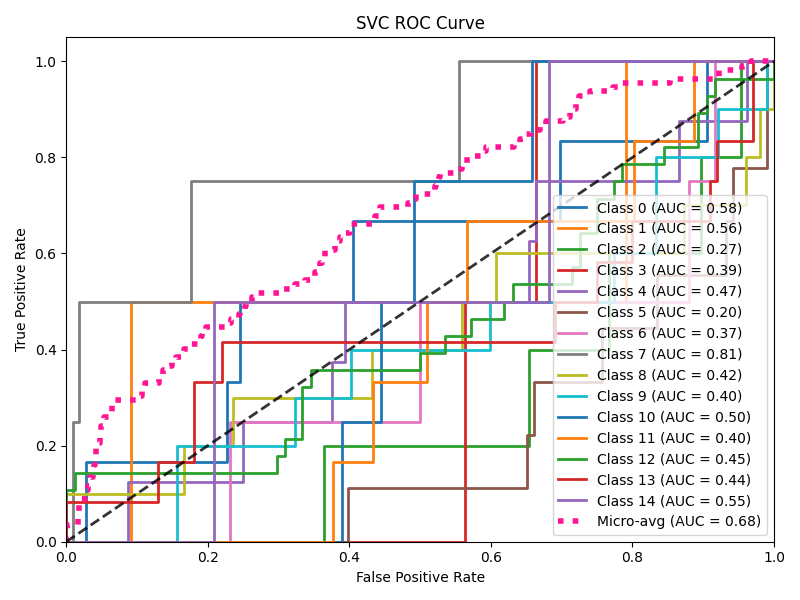 SVC ROC Curve
True Positive Rate
1.0
0.8
0.6
0.4
0.2
0.0
0.0
0.2
0.4
0.6
0.8
1.0
False Positive Rate
Class 0 (AUC = 0.58)
Class 1 (AUC = 0.56)
Class 2 (AUC = 0.27)
Class 3 (AUC = 0.39)
Class 4 (AUC = 0.47)
Class 5 (AUC = 0.20)
Class 6 (AUC = 0.37)
Class 7 (AUC = 0.81)
Class 8 (AUC = 0.42)
Class 9 (AUC = 0.40)
Class 10 (AUC = 0.50)
Class 11 (AUC = 0.40)
Class 12 (AUC = 0.45)
Class 13 (AUC = 0.44)
Class 14 (AUC = 0.55)
Micro-avg (AUC = 0.68)